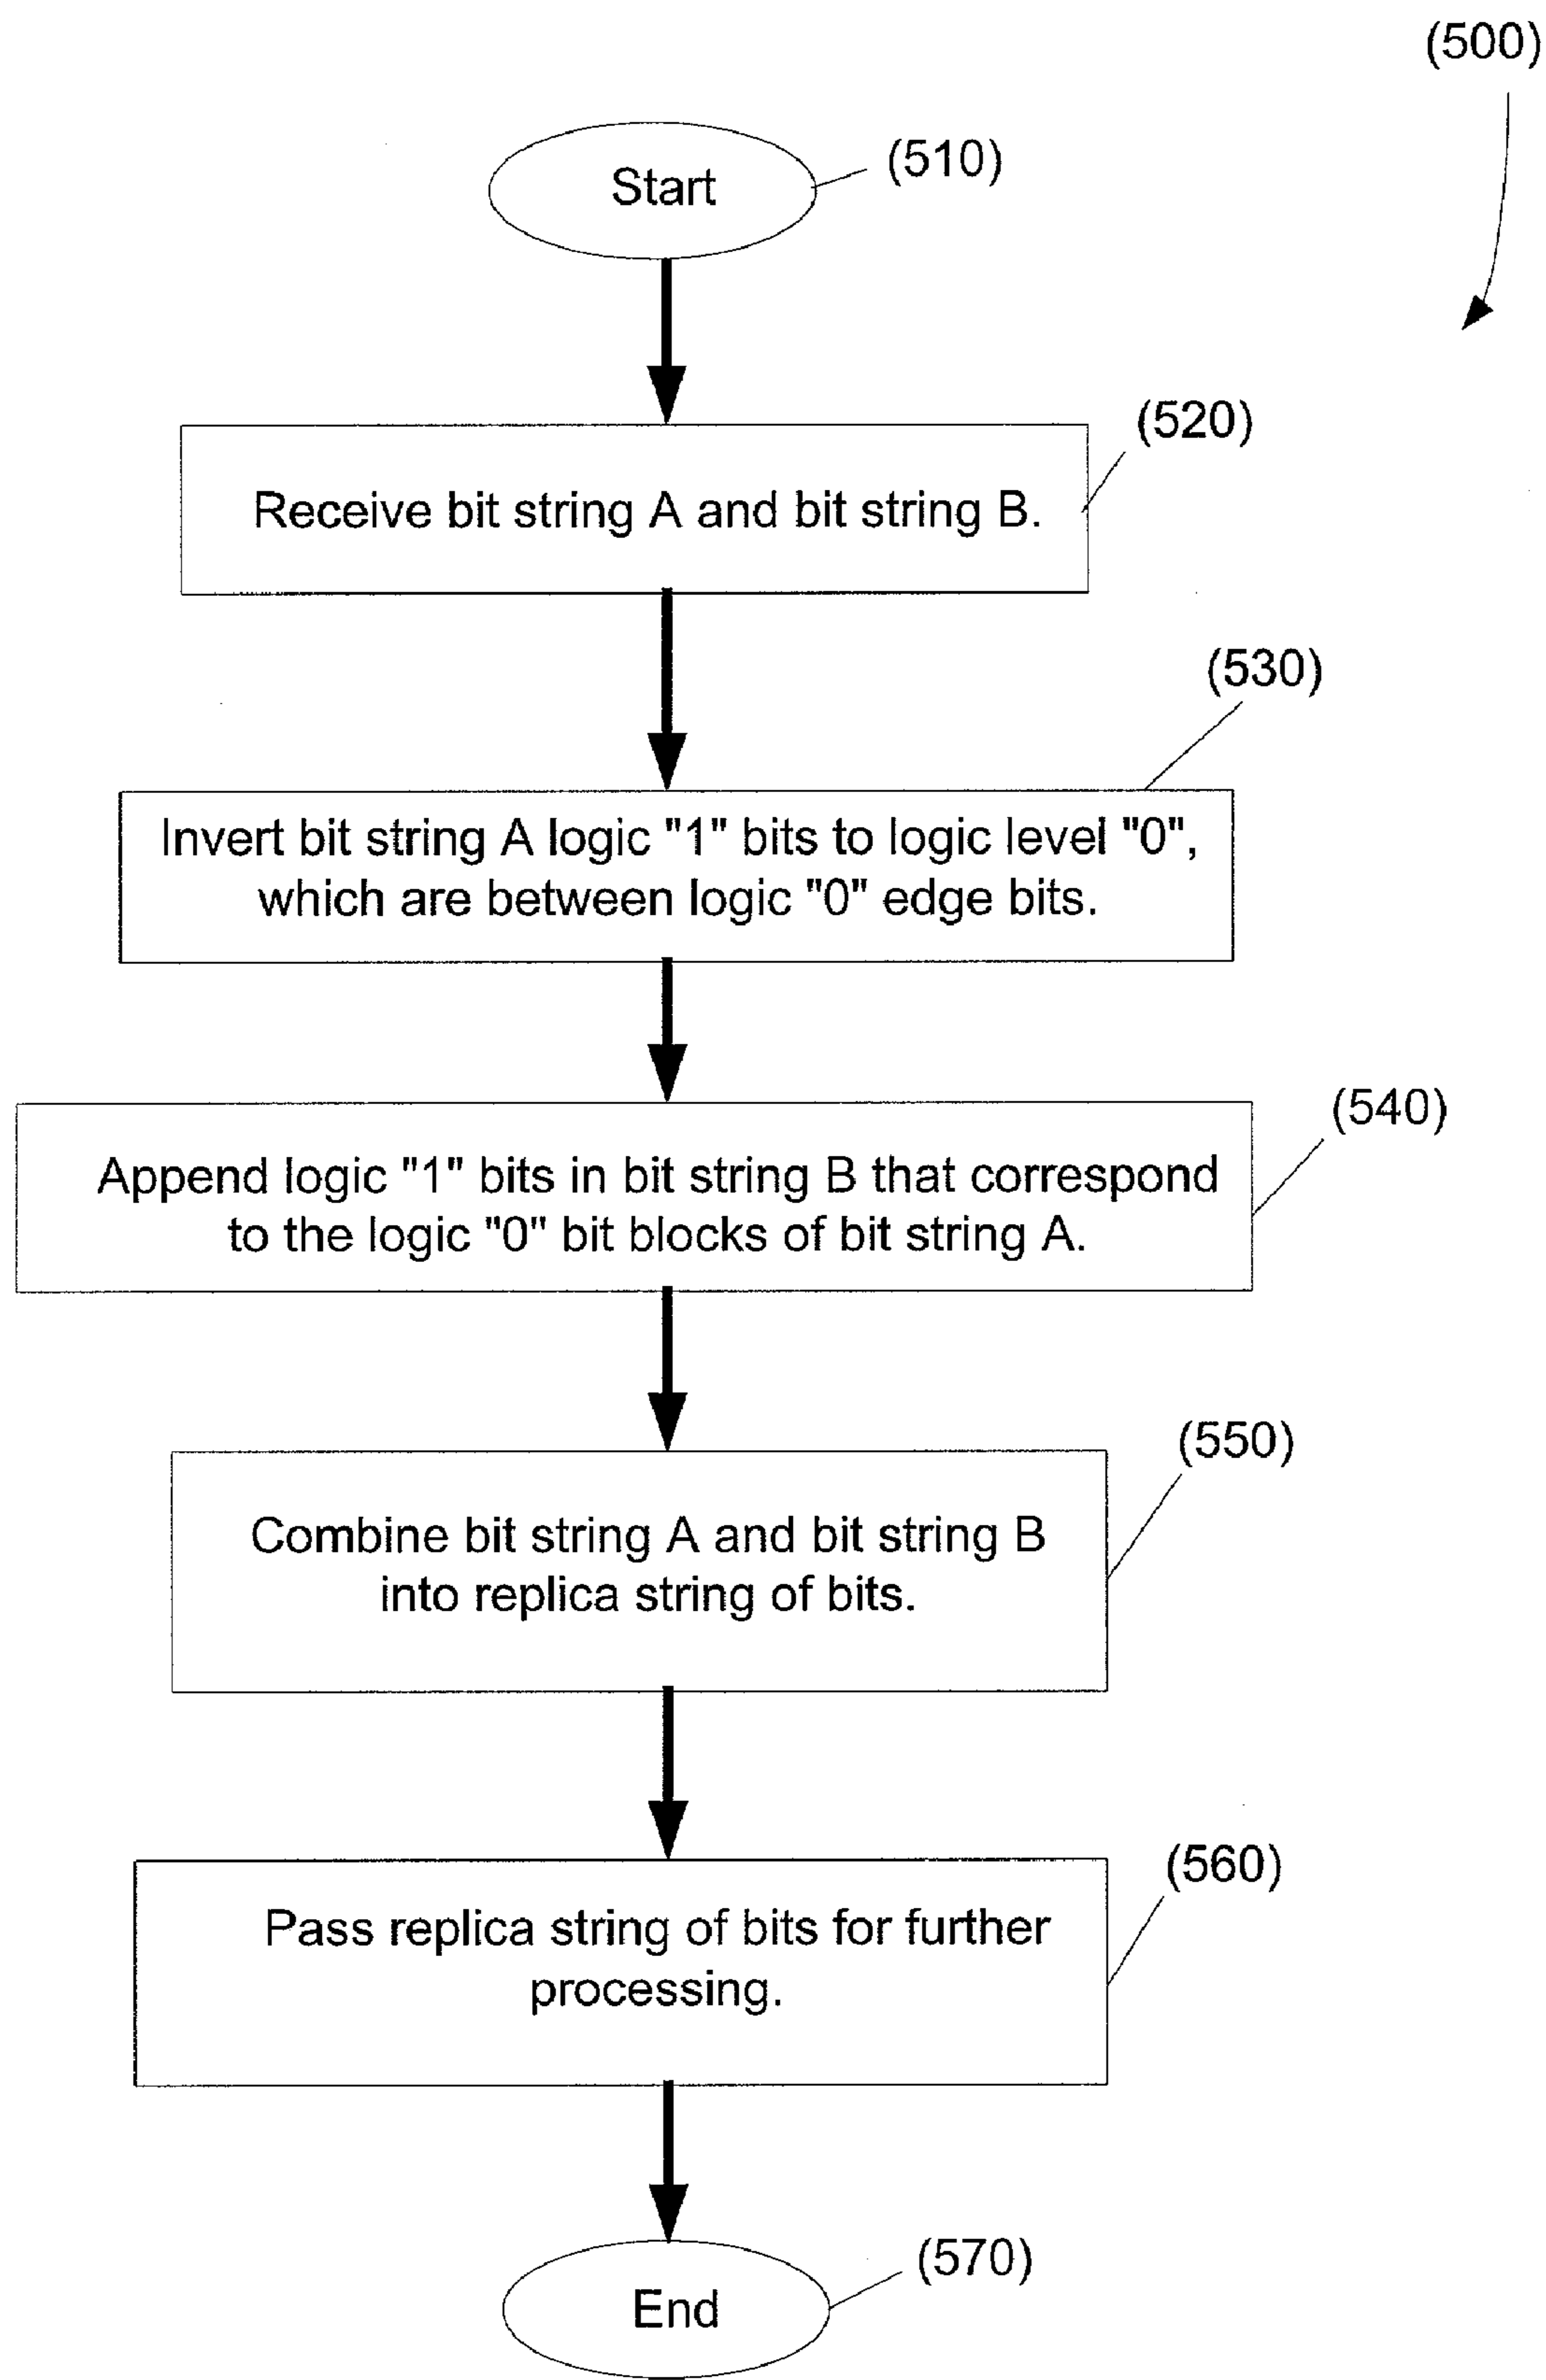 (500)
Start
(510)
(520)
Receive bit string A and bit string B.
(530)
Invert bit string A logic "1" bits to logic level "0",
which are between logic "0" edge bits.
(540)
Append logic "1" bits in bit string B that correspond
to the logic "0" bit blocks of bit string A.
(550)
Combine bit string A and bit string B
into replica string of bits.
(560)
Pass replica string of bits for further
processing.
(570)
End